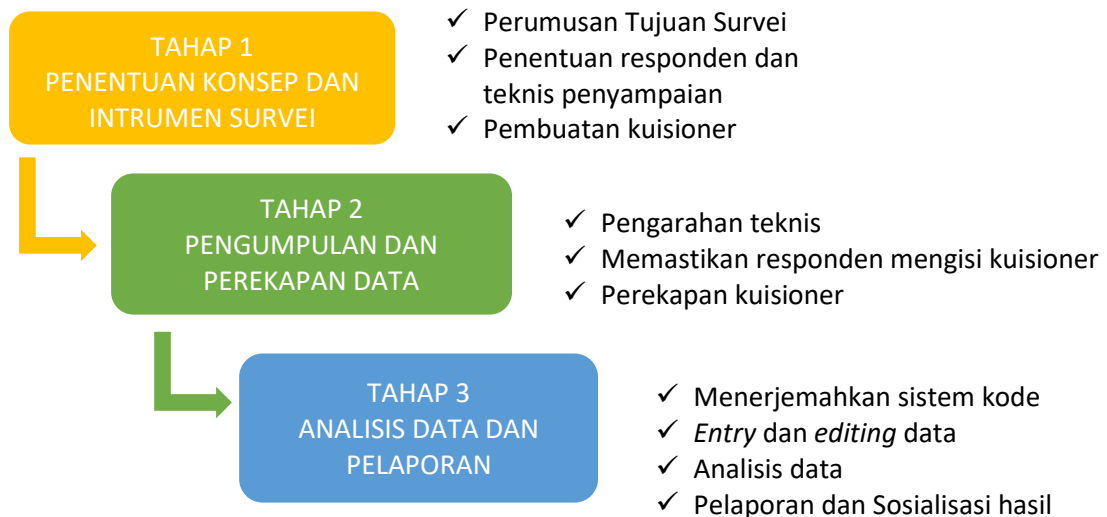 TAHAP 1
PENENTUAN KONSEP DAN
INTRUMEN SURVEI
✓ Perumusan Tujuan Survei
✓ Penentuan responden dan
teknis penyampaian
✓ Pembuatan kuisioner
TAHAP 2
PENGUMPULAN DAN
PEREKAPAN DATA
✓ Pengarahan teknis
✓ Memastikan responden mengisi kuisioner
✓ Perekapan kuisioner
TAHAP 3
ANALISIS DATA DAN
PELAPORAN
✓ Menerjemahkan sistem kode
✓ Entry dan editing data
✓ Analisis data
✓ Pelaporan dan Sosialisasi hasil